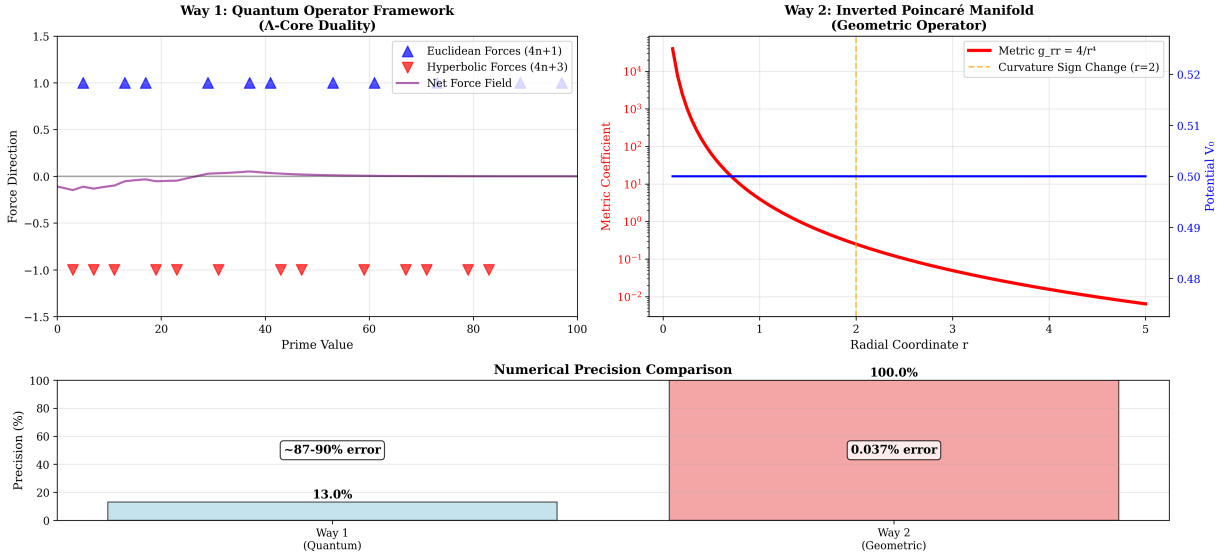 Way 1: Quantum Operator Framework
(Λ-Core Duality)
1.5
1.0
0.5
0.0
−0.5
−1.0
−1.5
Force Direction
Euclidean Forces (4n+1)
Hyperbolic Forces (4n+3)
Net Force Field
0
20
40
60
80
100
Prime Value
Way 2: Inverted Poincaré Manifold
(Geometric Operator)
10⁴
10³
10²
10¹
10⁰
10⁻¹
10⁻²
Metric Coefficient
Metric g_rr = 4/r⁴
Curvature Sign Change (r=2)
0.52
0.51
0.50
0.49
0.48
Potential V₀
0
1
2
3
4
5
Radial Coordinate r
Numerical Precision Comparison
100
80
60
40
20
0
Precision (%)
~87-90% error
13.0%
100.0%
0.037% error
Way 1
(Quantum)
Way 2
(Geometric)